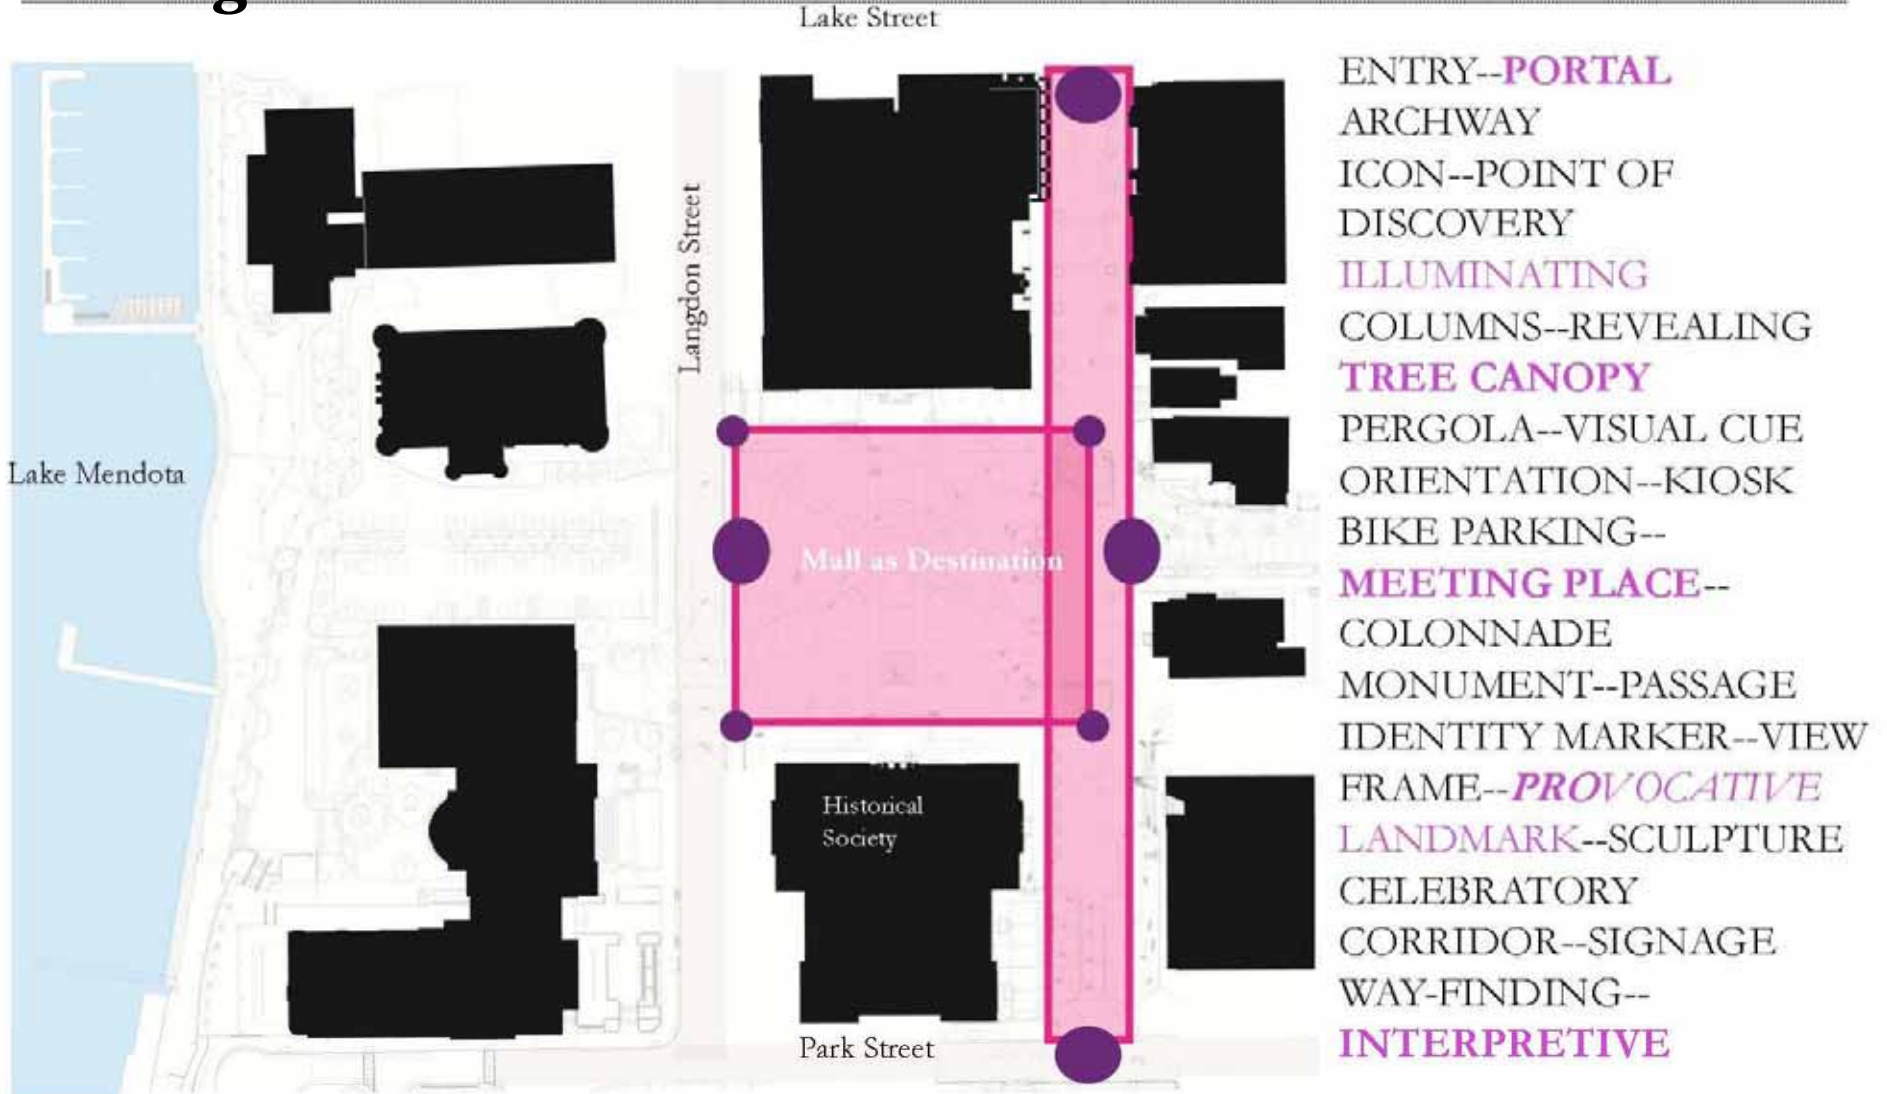 Lake Street
Langdon Street
Lake Mendota
Mall as Destination
Historical
Society
Park Street
ENTRY--PORTAL
ARCHWAY
ICON--POINT OF
DISCOVERY
ILLUMINATING
COLUMNS--REVEALING
TREE CANOPY
PERGOLA--VISUAL CUE
ORIENTATION--KIOSK
BIKE PARKING--
MEETING PLACE--
COLONNADE
MONUMENT--PASSAGE
IDENTITY MARKER--VIEW
FRAME--PROVOCATIVE
LANDMARK--SCULPTURE
CELEBRATORY
CORRIDOR--SIGNAGE
WAY-FINDING--
INTERPRETIVE